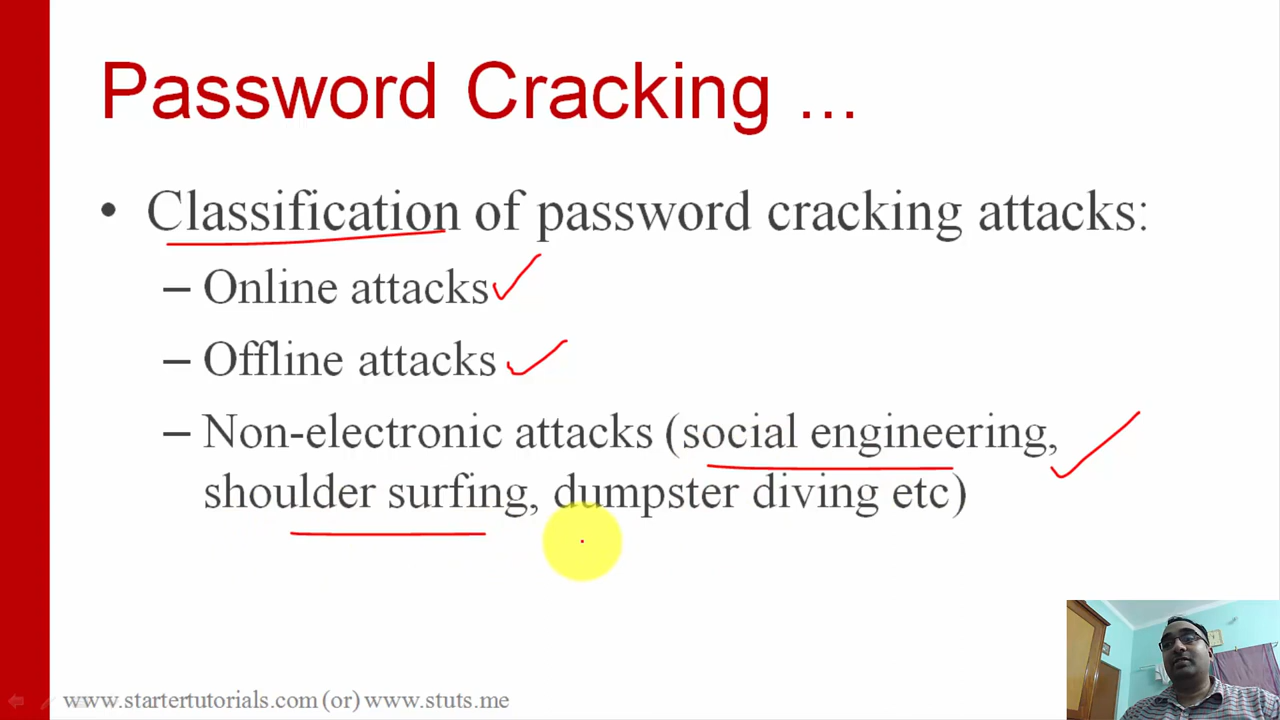 Password Cracking ...
• Classification of password cracking attacks:
– Online attacks
– Offline attacks
– Non-electronic attacks (social engineering,
shoulder surfing, dumpster diving etc)
www.startertutorials.com (or) www.stuts.me